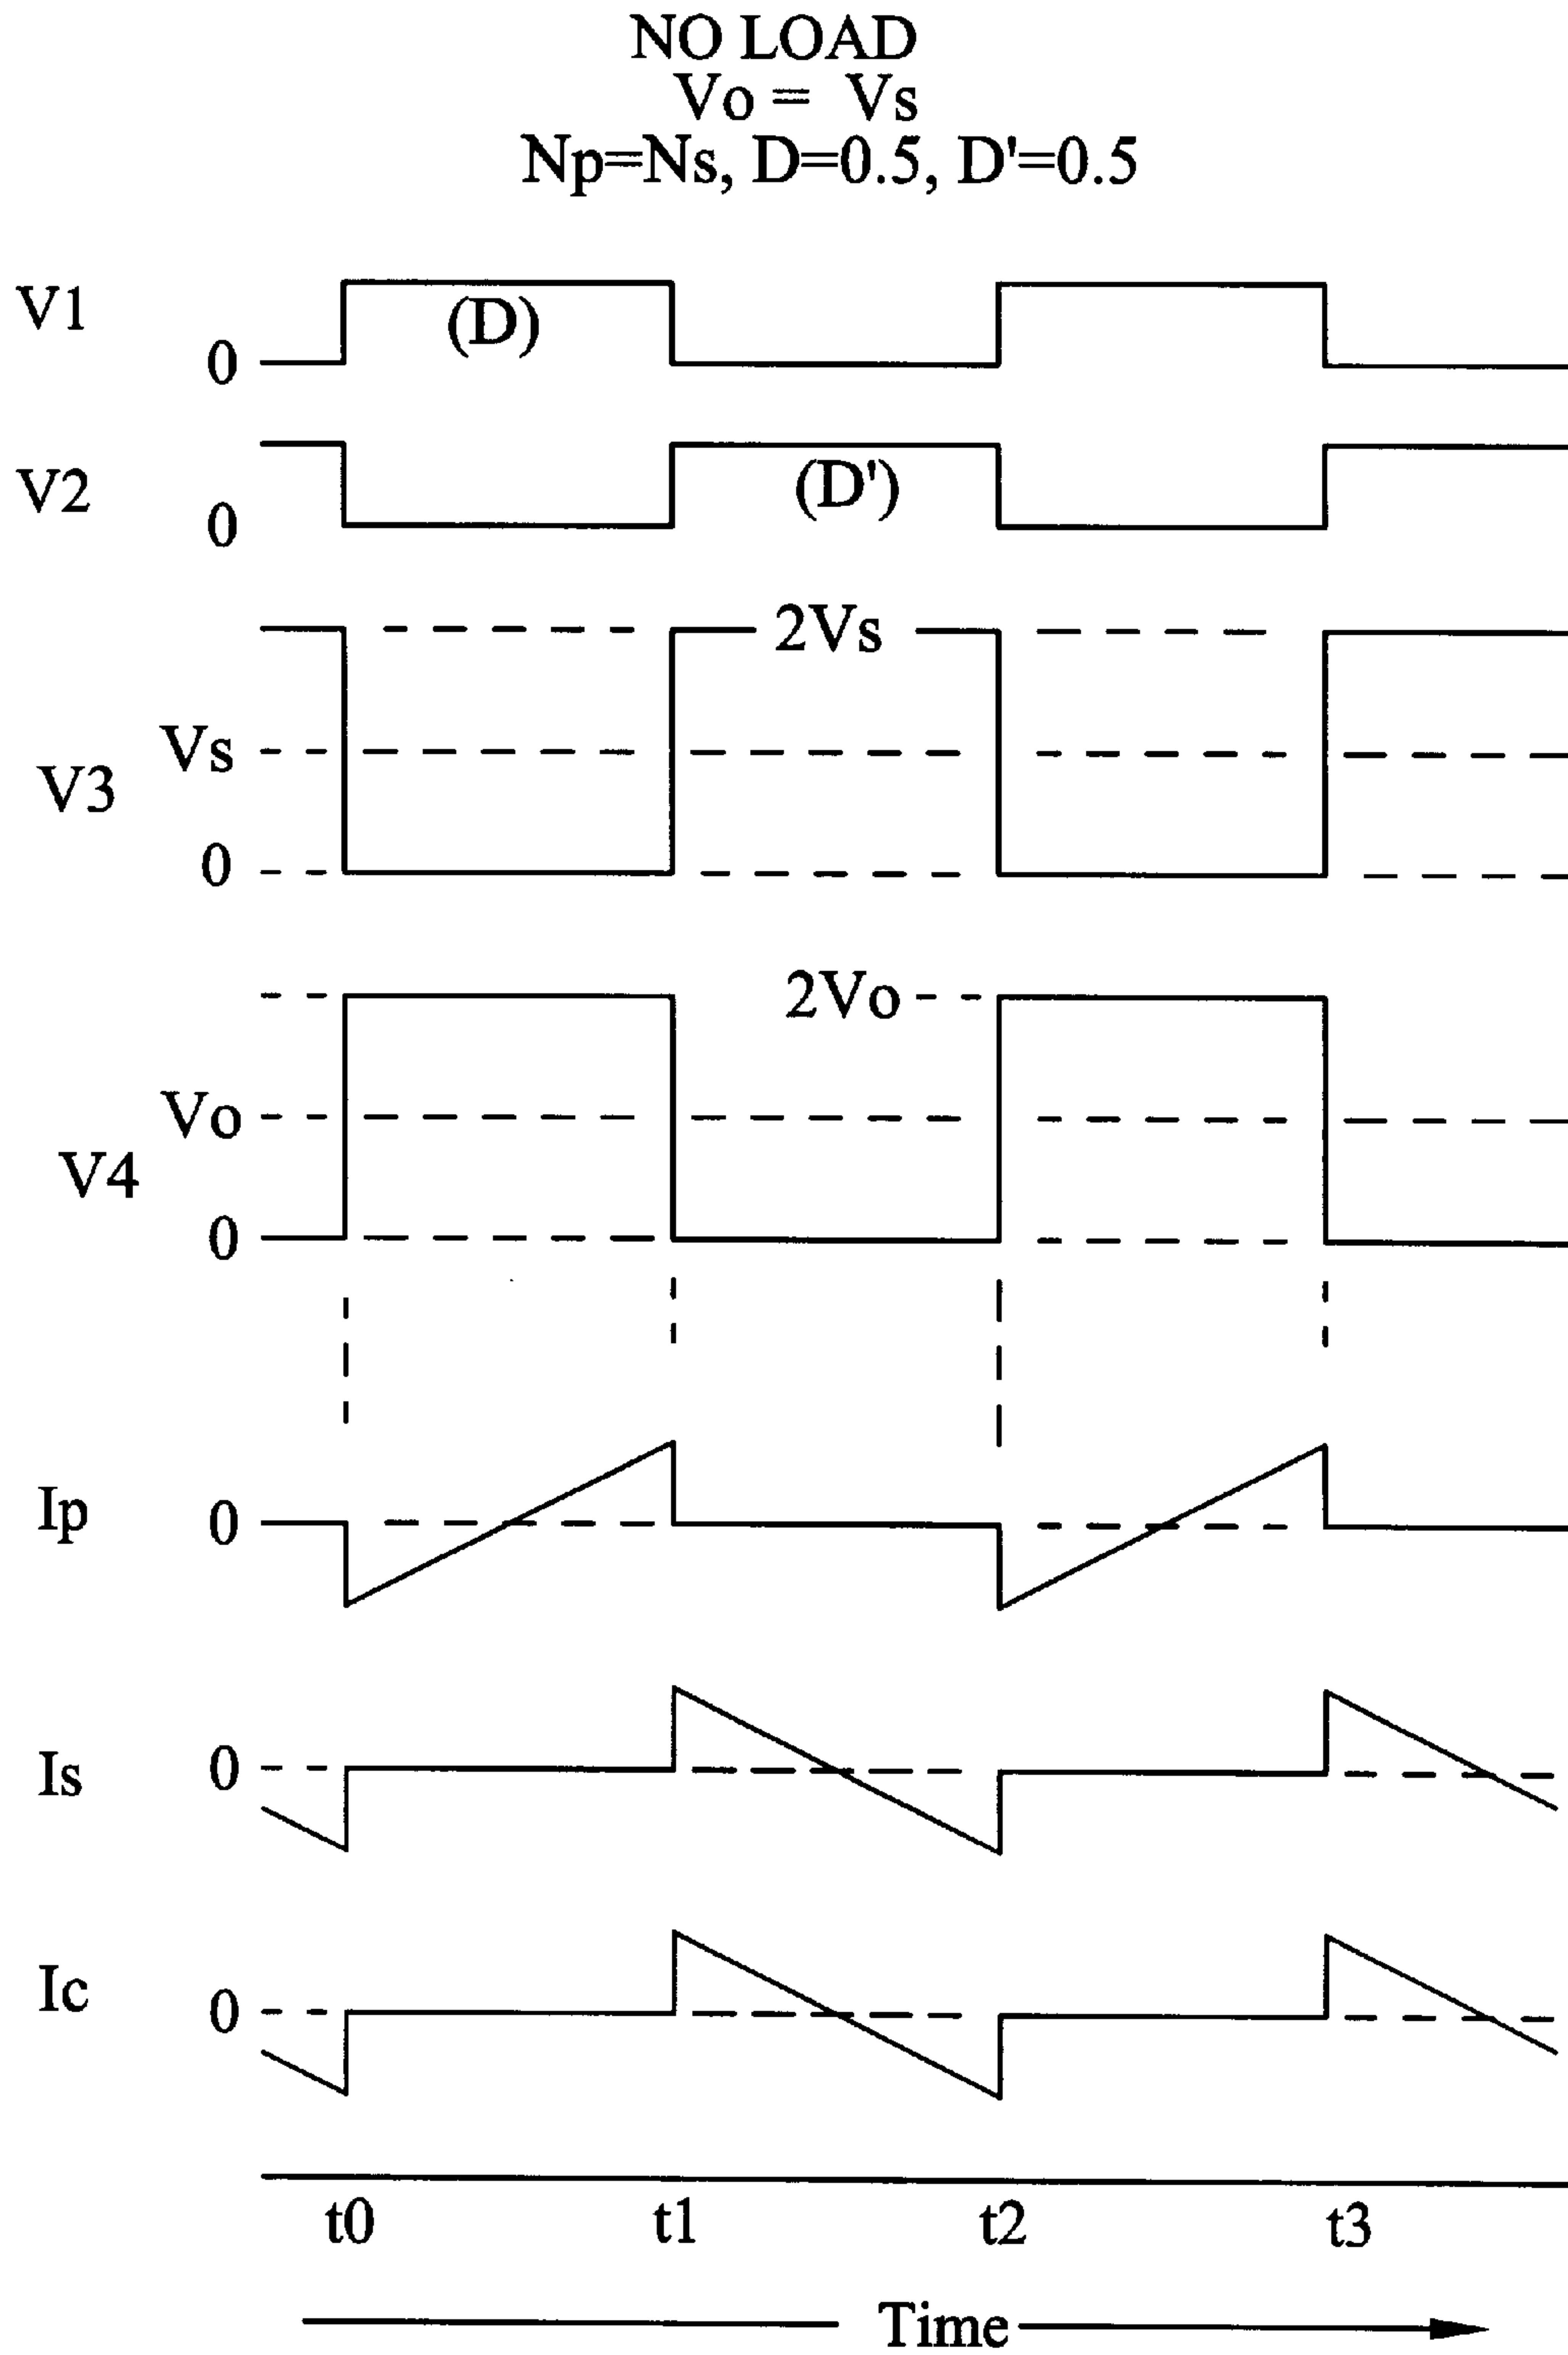 NO LOAD
Vo = Vs
Np=Ns, D=0.5, D'=0.5
V1
(D)
0
V2
(D')
0
2Vs
Vs
V3
0
2Vo
Vo
V4
0
Ip
0
Is
0
Ic
0
t0 t1 t2 t3
Time